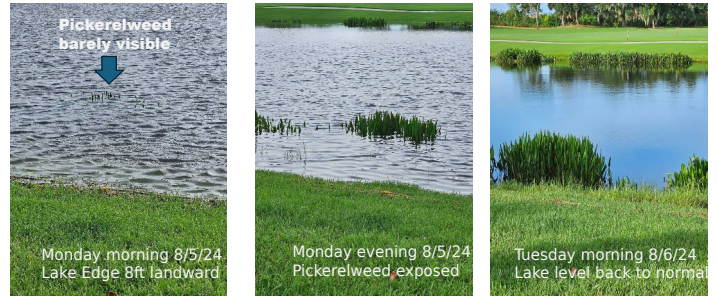 Pickerelweed
barely visible
Monday morning 8/5/24
Lake Edge 8ft landward
Monday evening 8/5/24
Pickerelweed exposed
Tuesday morning 8/6/24
Lake level back to normal